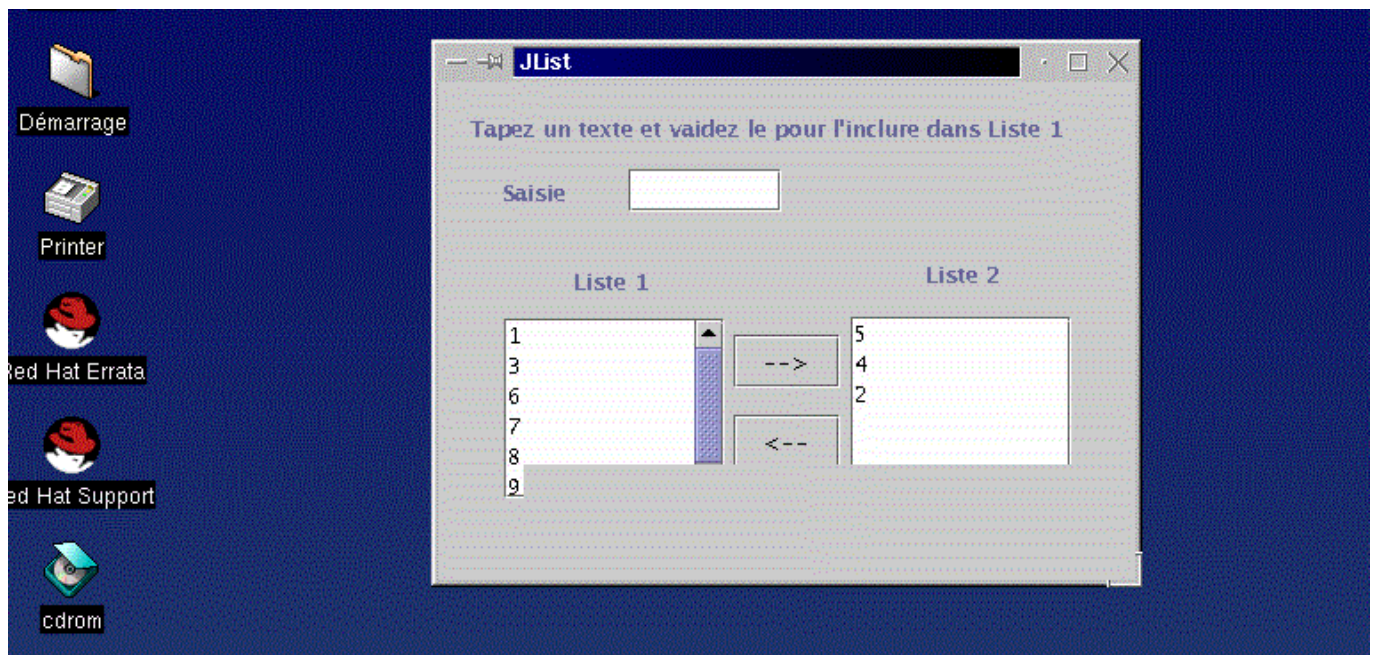 Démarrage
Printer
Red Hat Errata
ed Hat Support
cdrom
JList
Tapez un texte et vaidez le pour l'inclure dans Liste 1
Saisie
Liste 1
Liste 2
1
3
6
7
8
9
-->
<--
5
4
2